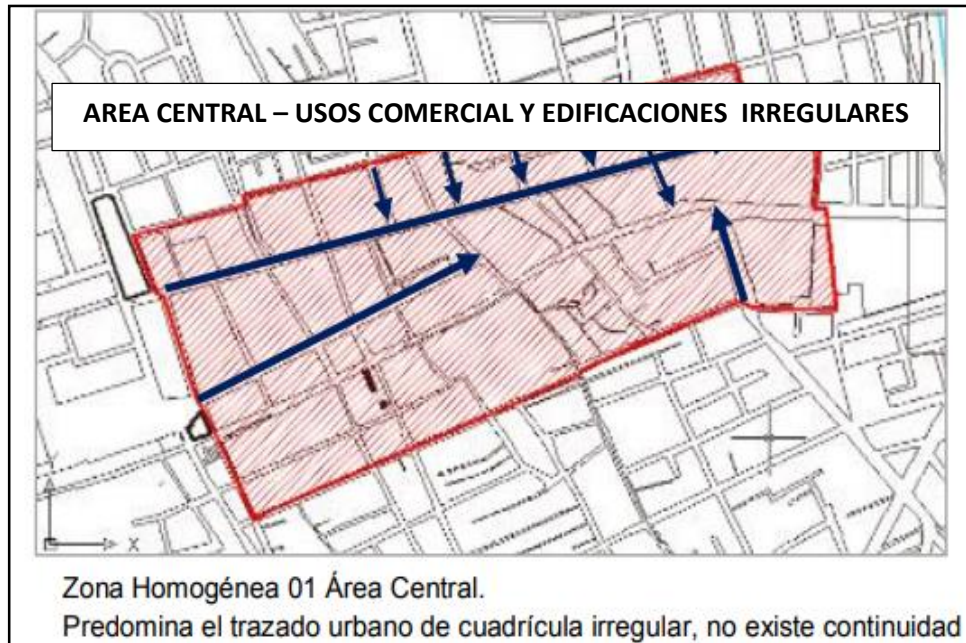 AREA CENTRAL – USOS COMERCIAL Y EDIFICACIONES IRREGULARES
X
Zona Homogénea 01 Área Central.
Predomina el trazado urbano de cuadrícula irregular, no existe continuidad